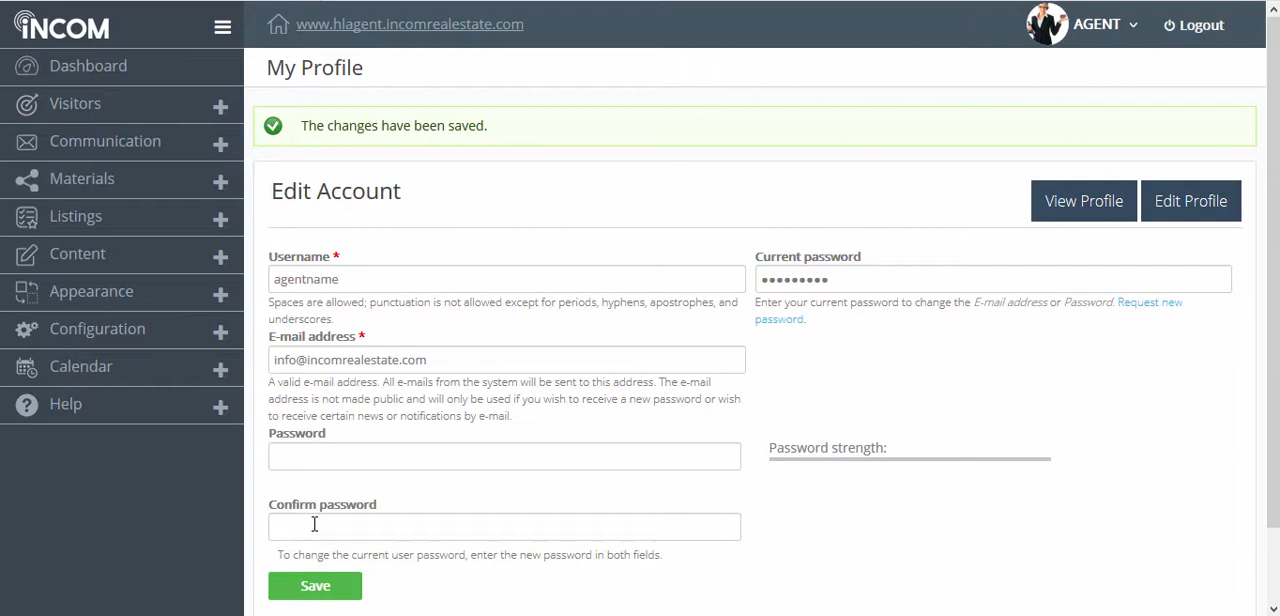 INCOM
www.hlagent.incomrealestate.com
AGENT
Logout
Dashboard
Visitors
Communication
Materials
Listings
Content
Appearance
Configuration
Calendar
Help
My Profile
The changes have been saved.
Edit Account
View Profile
Edit Profile
Username *
agentname
Spaces are allowed; punctuation is not allowed except for periods, hyphens, apostrophes, and
underscores.
Current password
Enter your current password to change the E-mail address or Password. Request new
password.
E-mail address *
info@incomrealestate.com
A valid e-mail address. All e-mails from the system will be sent to this address. The e-mail
address is not made public and will only be used if you wish to receive a new password or wish
to receive certain news or notifications by e-mail.
Password
Password strength:
Confirm password
To change the current user password, enter the new password in both fields.
Save